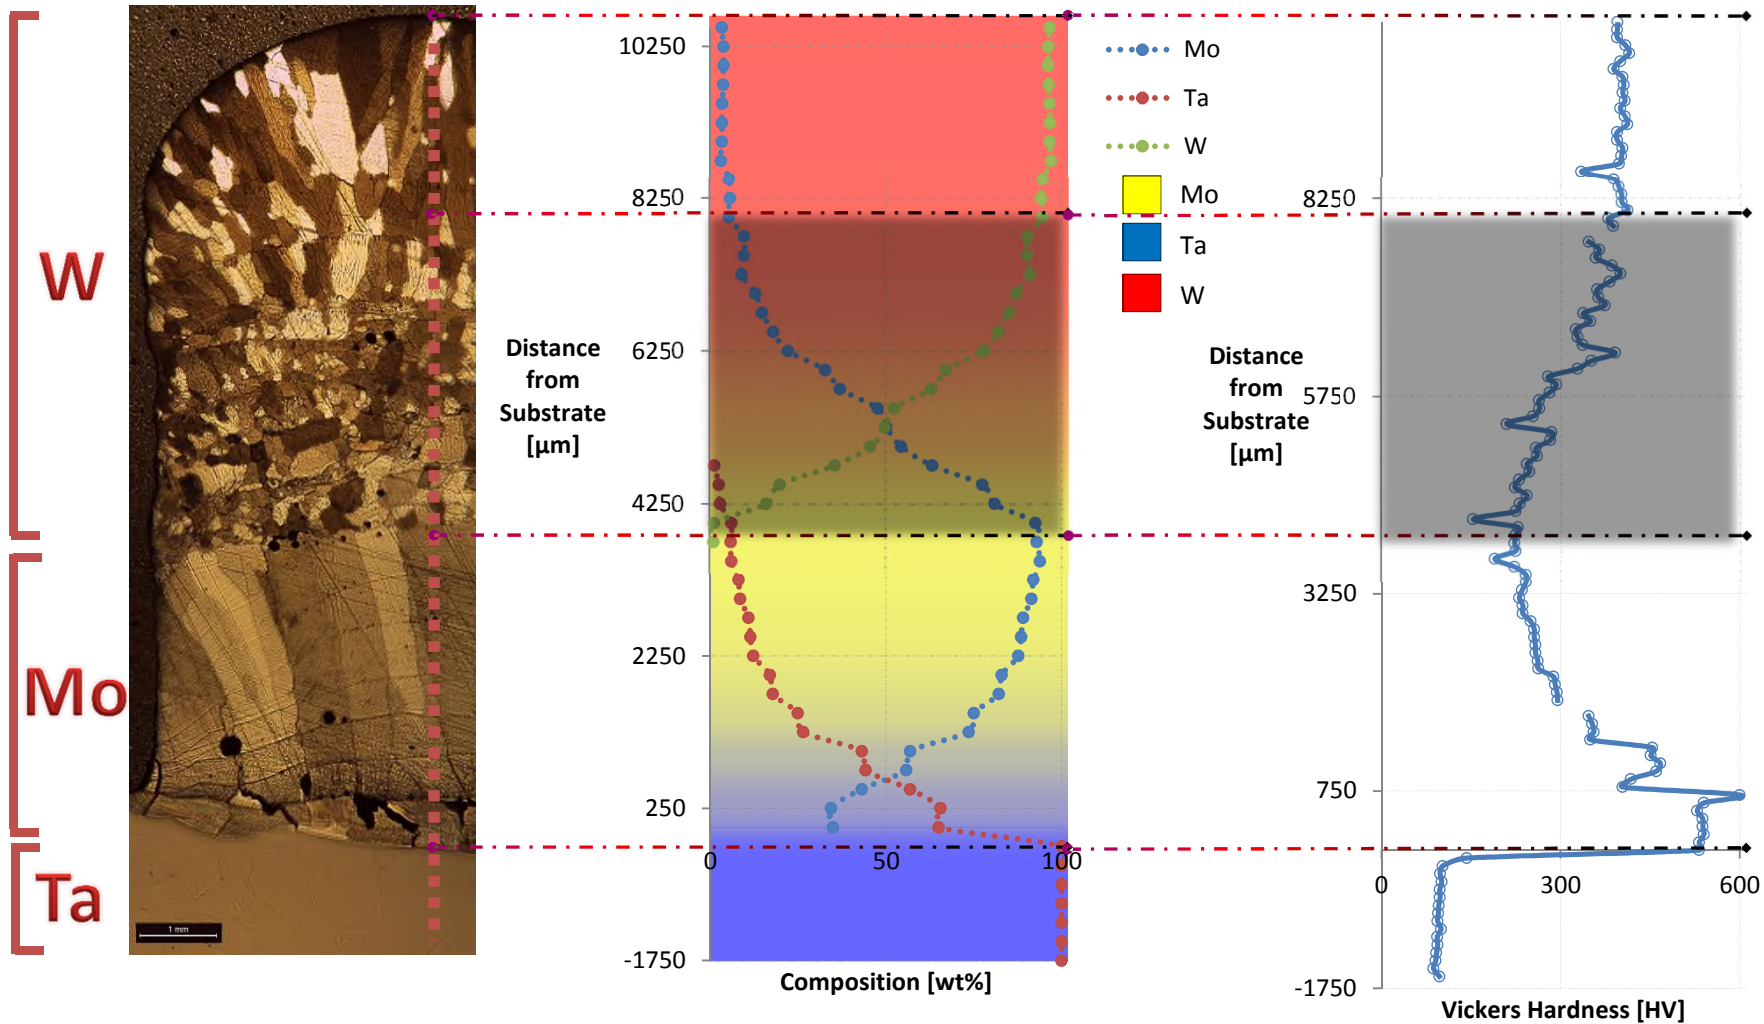 W
Mo
Ta
1 mm
Distance
from
Substrate
[µm]
10250
8250
6250
4250
2250
250
-1750
0
50
100
Composition [wt%]
Mo
Ta
W
Mo
Ta
W
Distance
from
Substrate
[µm]
8250
5750
3250
750
-1750
0
300
600
Vickers Hardness [HV]